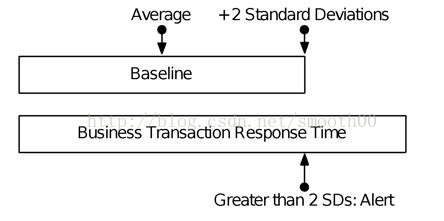 Average
+2 Standard Deviations
Baseline
http://blog.csdn.net/smooth00
Business Transaction Response Time
Greater than 2 SDs: Alert